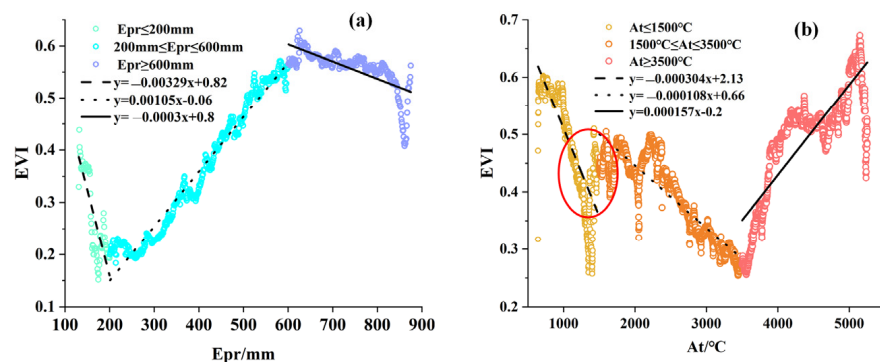 (a)
Epr≤200mm
200mm≤Epr≤600mm
Epr≥600mm
y= −0.00329x+0.82
y=0.00105x-0.06
y= −0.0003x+0.8
EVI
0.6
0.5
0.4
0.3
0.2
0.1
100 200 300 400 500 600 700 800 900
Epr/mm
(b)
At≤1500°C
1500°C≤At≤3500°C
At≥3500°C
y= −0.000304x+2.13
y= −0.000108x+0.66
y=0.000157x-0.2
EVI
0.7
0.6
0.5
0.4
0.3
0.2
1000 2000 3000 4000 5000
At/°C